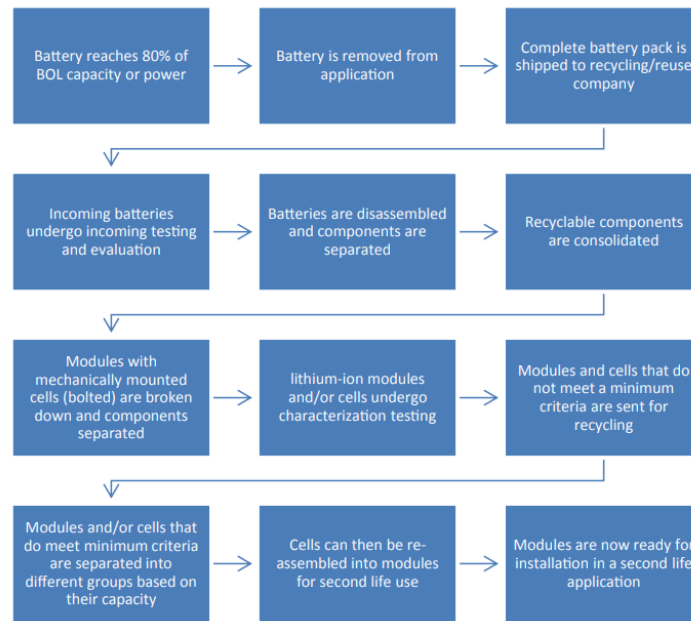 Battery reaches 80% of
BOL capacity or power
Battery is removed from
application
Complete battery pack is
shipped to recycling/reuse
company
Incoming batteries
undergo incoming testing
and evaluation
Batteries are disassembled
and components are
separated
Recyclable components
are consolidated
Modules with
mechanically mounted
cells (bolted) are broken
down and components
separated
lithium-ion modules
and/or cells undergo
characterization testing
Modules and cells that do
not meet a minimum
criteria are sent for
recycling
Modules and/or cells that
do meet minimum criteria
are separated into
different groups based on
their capacity
Cells can then be re-
assembled into modules
for second life use
Modules are now ready for
installation in a second life
application